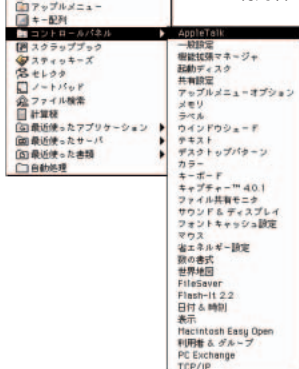 アップルメニュー
キー配列
コントロールパネル
スクラップブック
スティッキーズ
セレクタ
ノートパッド
ファイル検索
計算機
最近使ったアプリケーション
最近使ったサーバ
最近使った書類
自動処理
AppleTalk
一般設定
機能拡張マネージャ
起動ディスク
共有設定
アップルメニューオプション
メモリ
ラベル
ウインドウシェード
テキスト
デスクトップパターン
カラー
キーボード
キャプチャー™ 4.0.1
ファイル共有モニタ
サウンド & ディスプレイ
フォントキャッシュ設定
マウス
省エネルギー設定
数の書式
世界地図
FileSaver
Flash-It 2.2
日付 & 時刻
表示
Macintosh Easy Open
利用者 & グループ
PC Exchange
TCP/IP